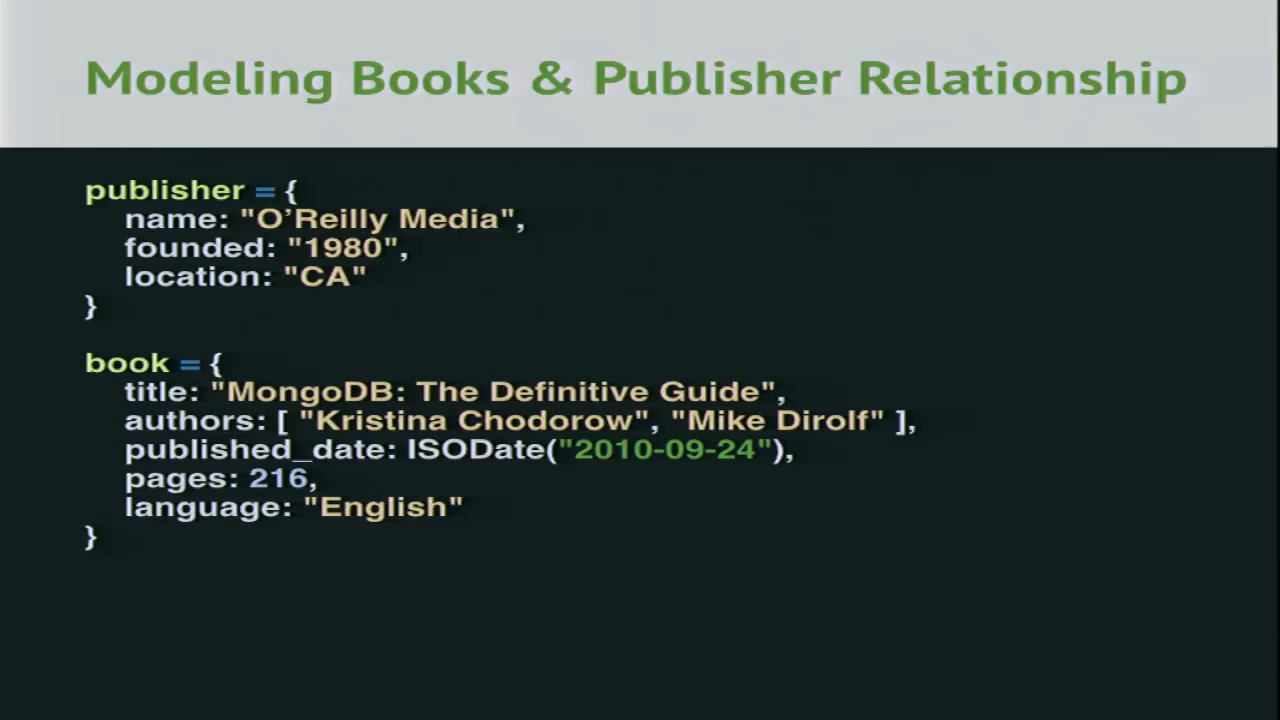 Modeling Books & Publisher Relationship
publisher = {
name: "O’Reilly Media",
founded: "1980",
location: "CA"
}
book = {
title: "MongoDB: The Definitive Guide",
authors: [ "Kristina Chodorow", "Mike Dirolf" ],
published_date: ISODate("2010-09-24"),
pages: 216,
language: "English"
}